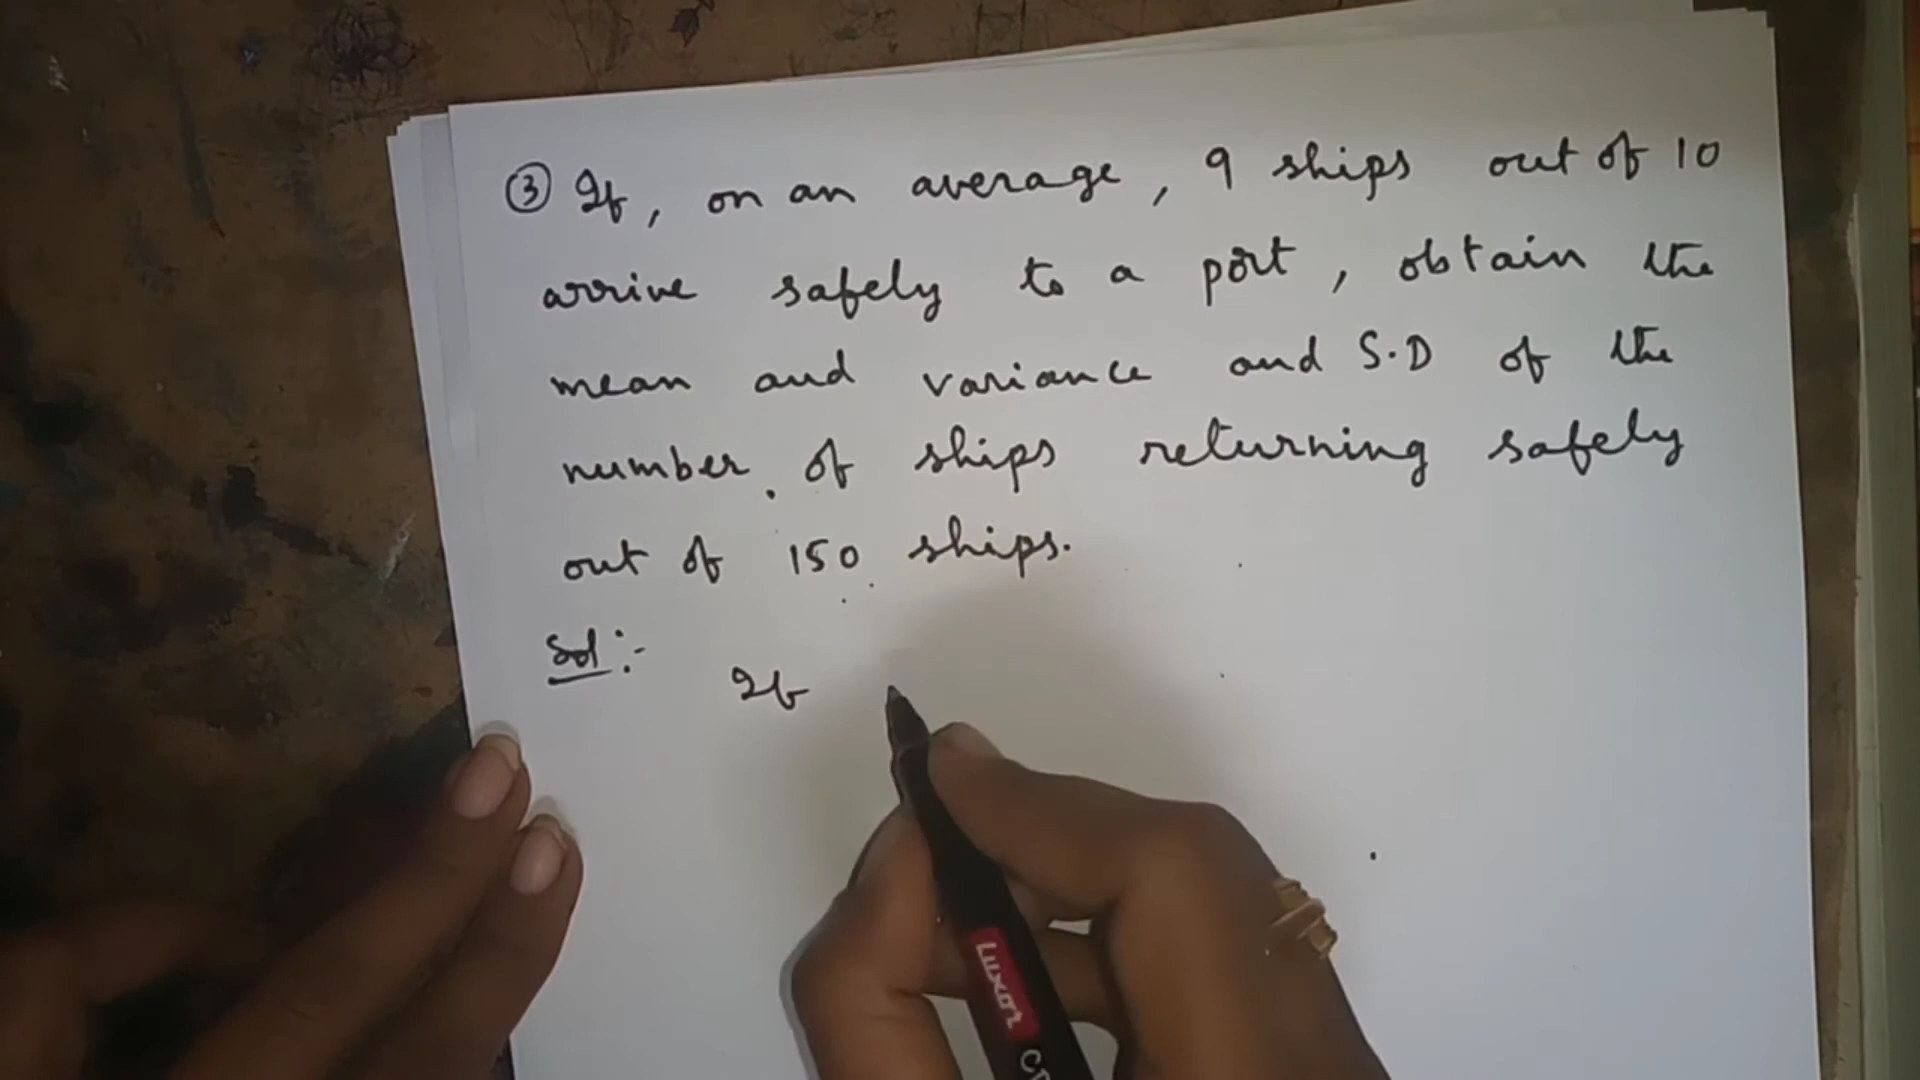 ③ If, on an average, 9 ships out of 10
arrive safely to a port, obtain the
mean and variance and S.D of the
number of ships returning safely
out of 150 ships.
Sol:-
If
Luxor